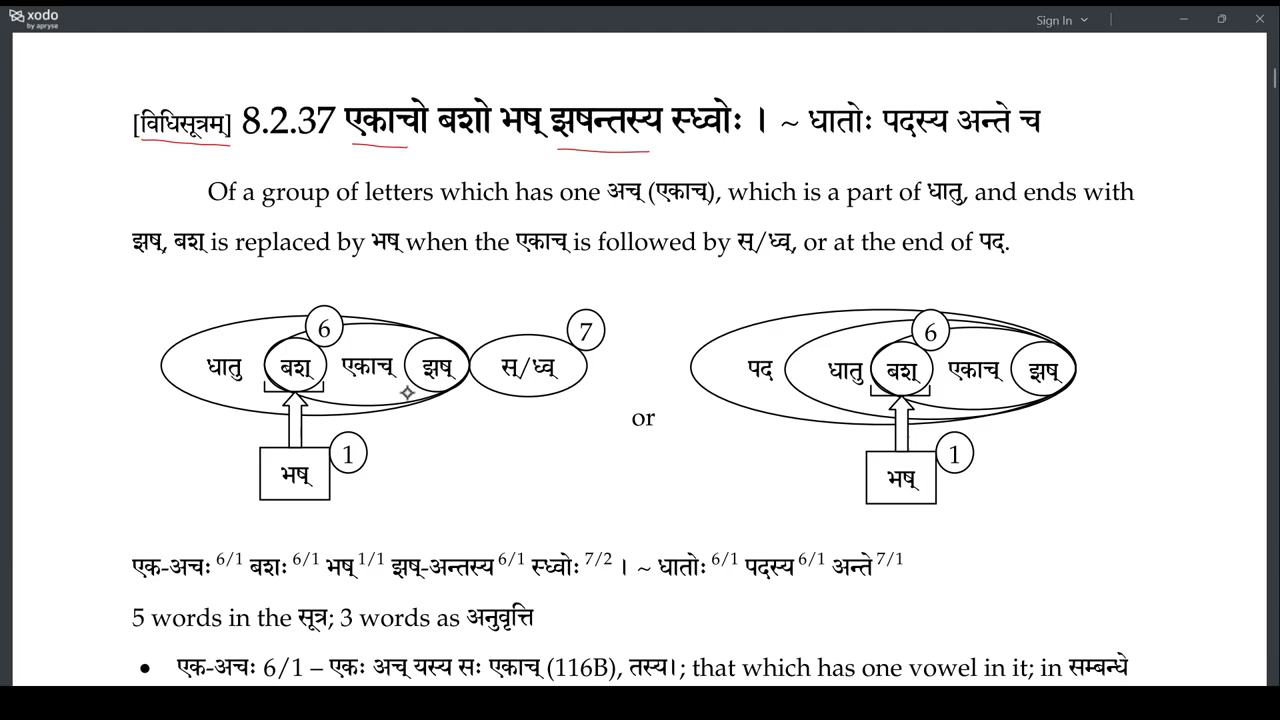 xodo
by apryse
Sign In
[विधिसूत्रम्] 8.2.37 एकाचो बशो भष् झषन्तस्य स्ध्वोः । ~ धातोः पदस्य अन्ते च
Of a group of letters which has one अच् (एकाच्), which is a part of धातु, and ends with
झष्, बश् is replaced by भष् when the एकाच् is followed by स्/ध्व्, or at the end of पद.
6 7 6
धातु बश् एकाच् झष् स्/ध्व् पद धातु बश् एकाच् झष्
or
1 1
भष् भष्
एक-अचः 6/1 बशः 6/1 भष् 1/1 झष्-अन्तस्य 6/1 स्ध्वोः 7/2 । ~ धातोः 6/1 पदस्य 6/1 अन्ते 7/1
5 words in the सूत्र; 3 words as अनुवृत्ति
• एक-अचः 6/1 – एकः अच् यस्य सः एकाच् (116B), तस्य।; that which has one vowel in it; in सम्बन्धे